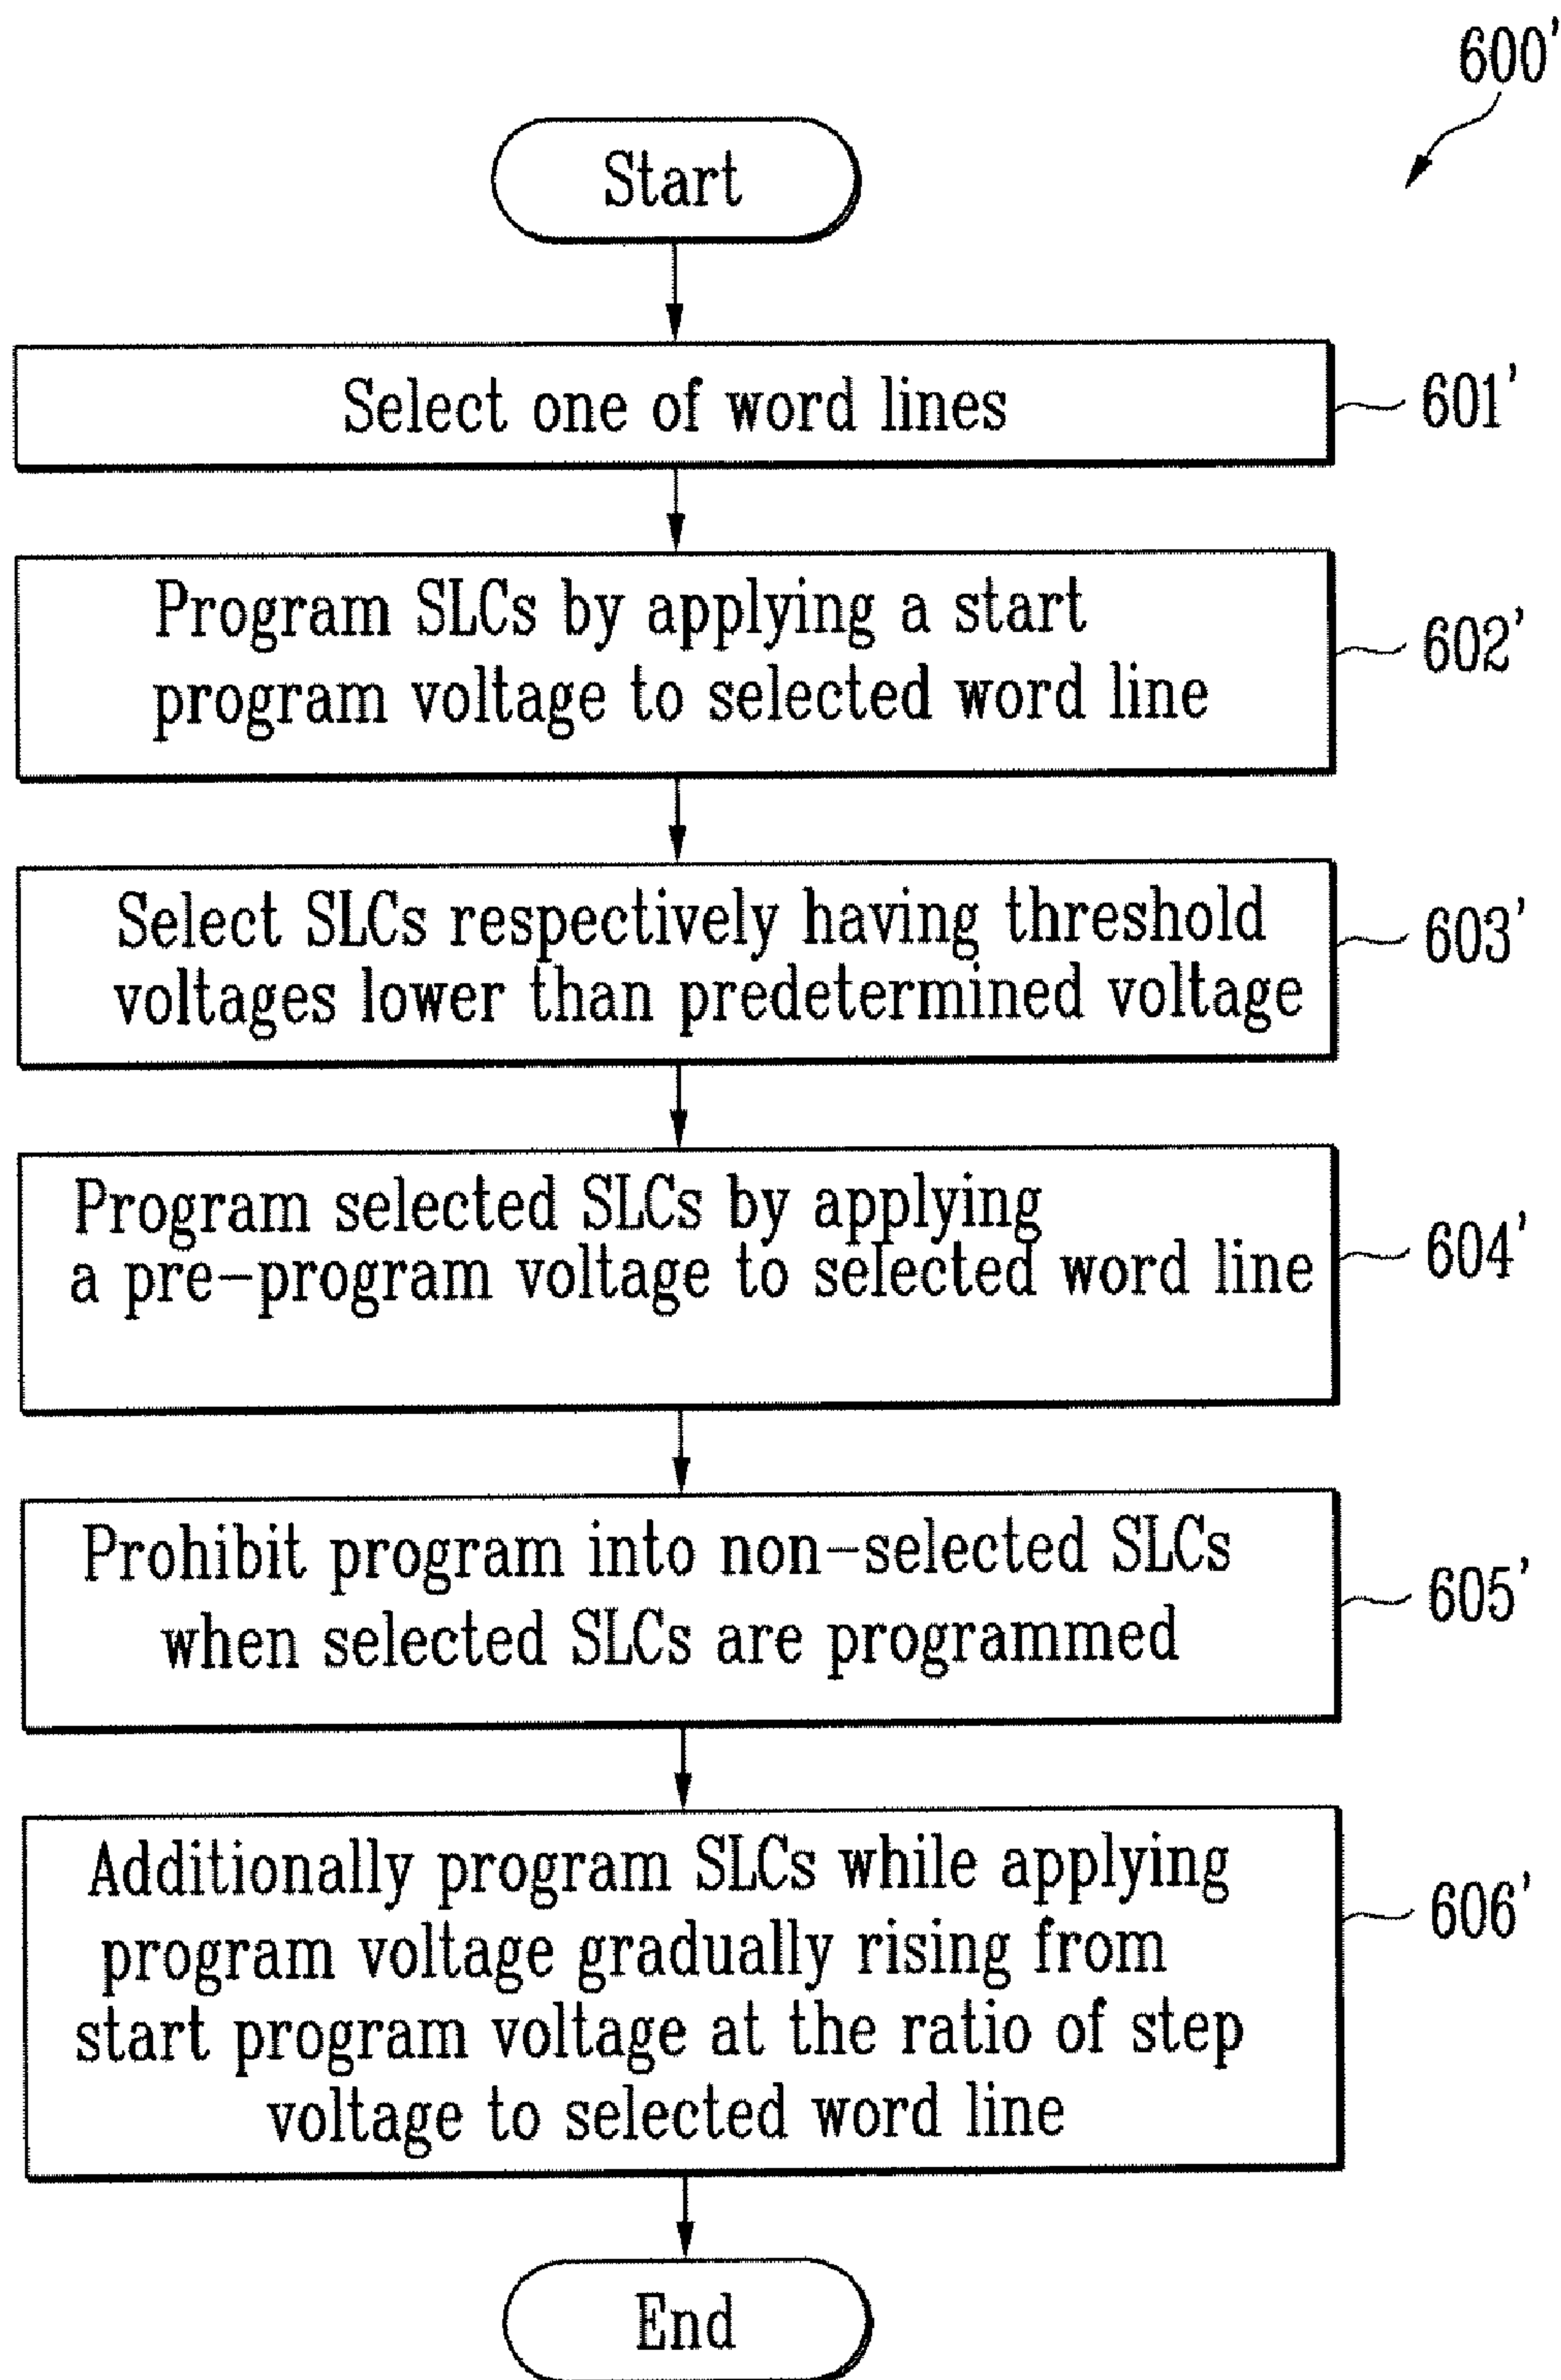 600'
Start
Select one of word lines
601'
Program SLCs by applying a start
program voltage to selected word line
602'
Select SLCs respectively having threshold
voltages lower than predetermined voltage
603'
Program selected SLCs by applying
a pre-program voltage to selected word line
604'
Prohibit program into non-selected SLCs
when selected SLCs are programmed
605'
Additionally program SLCs while applying
program voltage gradually rising from
start program voltage at the ratio of step
voltage to selected word line
606'
End